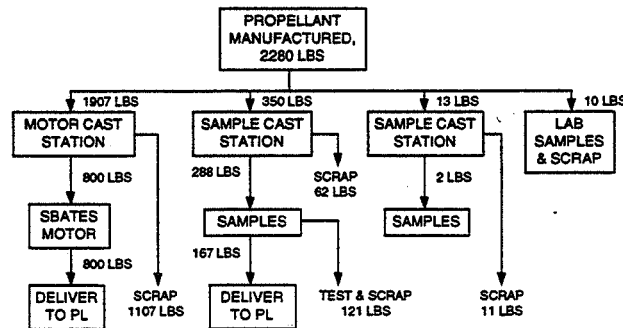 PROPELLANT
MANUFACTURED,
2280 LBS
1907 LBS
350 LBS
13 LBS
10 LBS
MOTOR CAST
STATION
SAMPLE CAST
STATION
SAMPLE CAST
STATION
LAB
SAMPLES
& SCRAP
800 LBS
288 LBS
SCRAP
62 LBS
2 LBS
SBATES
MOTOR
SAMPLES
SAMPLES
800 LBS
167 LBS
DELIVER
TO PL
SCRAP
1107 LBS
DELIVER
TO PL
TEST & SCRAP
121 LBS
SCRAP
11 LBS